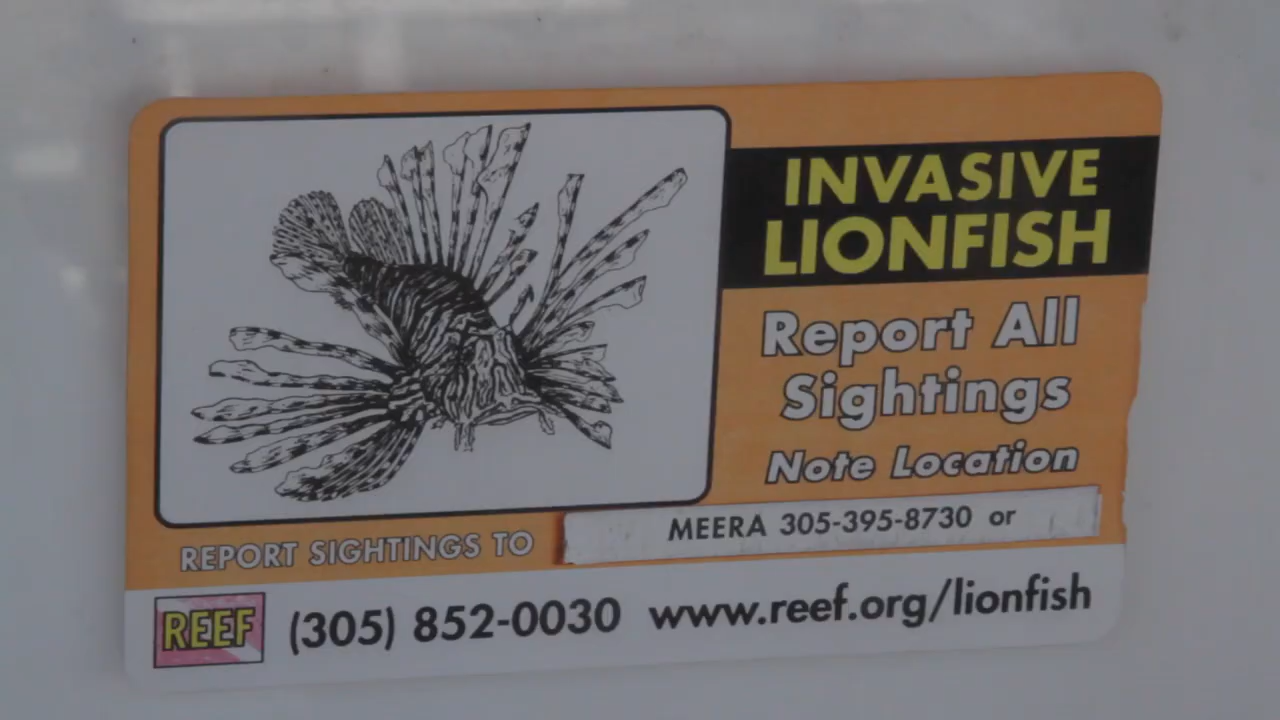 INVASIVE
LIONFISH
Report All
Sightings
Note Location
REPORT SIGHTINGS TO MEERA 305-395-8730 or
REEF (305) 852-0030 www.reef.org/lionfish